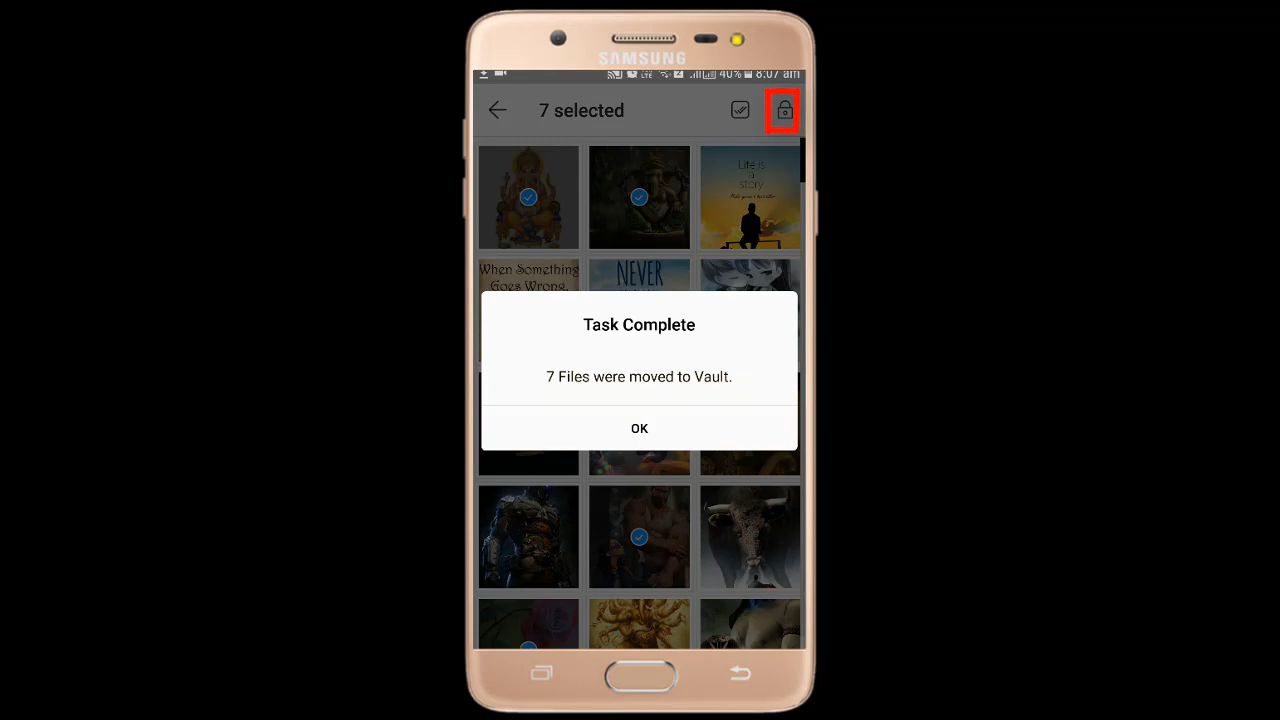 SAMSUNG
LTE 40% 8:07 am
7 selected
Life is
a
story
When Something
Goes Wrong,
NEVER
Task Complete
7 Files were moved to Vault.
OK